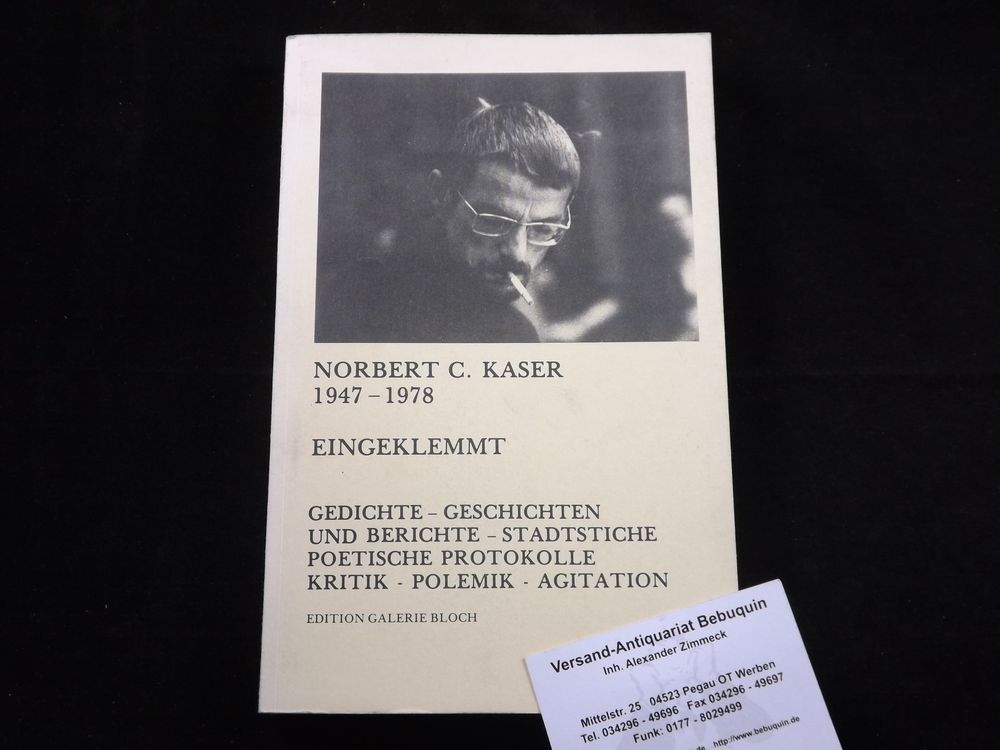 NORBERT C. KASER
1947 – 1978
EINGEKLEMMT
GEDICHTE – GESCHICHTEN
UND BERICHTE – STADTSTICHE
POETISCHE PROTOKOLLE
KRITIK - POLEMIK - AGITATION
EDITION GALERIE BLOCH
Versand-Antiquariat Bebuquin
Inh. Alexander Zimmeck
Mittelstr. 25 04523 Pegau OT Werben
Tel. 034296 - 49696 Fax 034296 - 49697
Funk: 0177 - 8029499
.de http://www.bebuquin.de